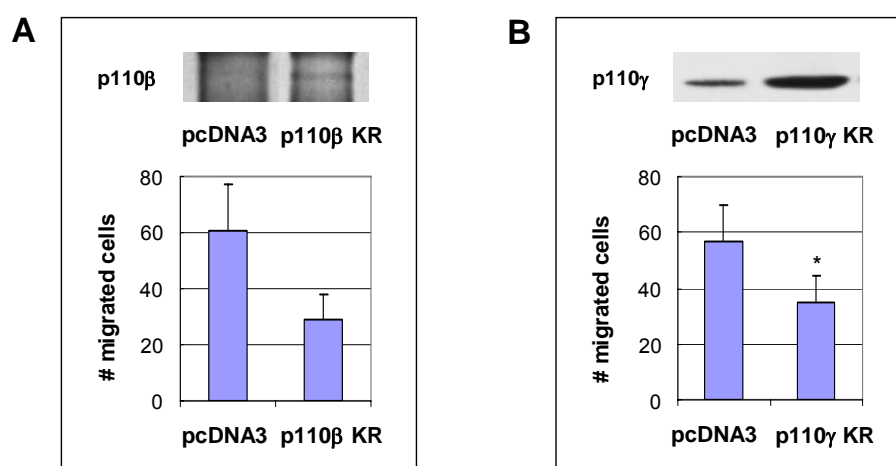 A
p110β
pcDNA3 p110β KR
80
60
40
20
0
# migrated cells
pcDNA3 p110β KR
B
p110γ
pcDNA3 p110γ KR
80
60
40
20
0
# migrated cells
*
pcDNA3 p110γ KR